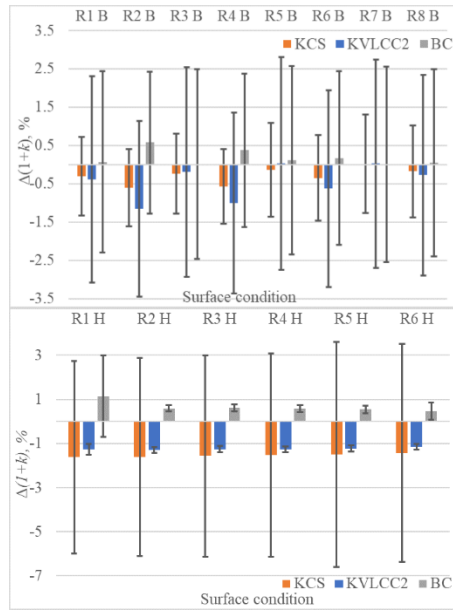 R1 B R2 B R3 B R4 B R5 B R6 B R7 B R8 B
3.5
KCS KVLCC2 BC
2.5
1.5
Δ(1+k), %
0.5
-0.5
-1.5
-2.5
-3.5
Surface condition
R1 H R2 H R3 H R4 H R5 H R6 H
3
1
Δ(1+k), %
-1
-3
-5
KCS KVLCC2 BC
-7
Surface condition